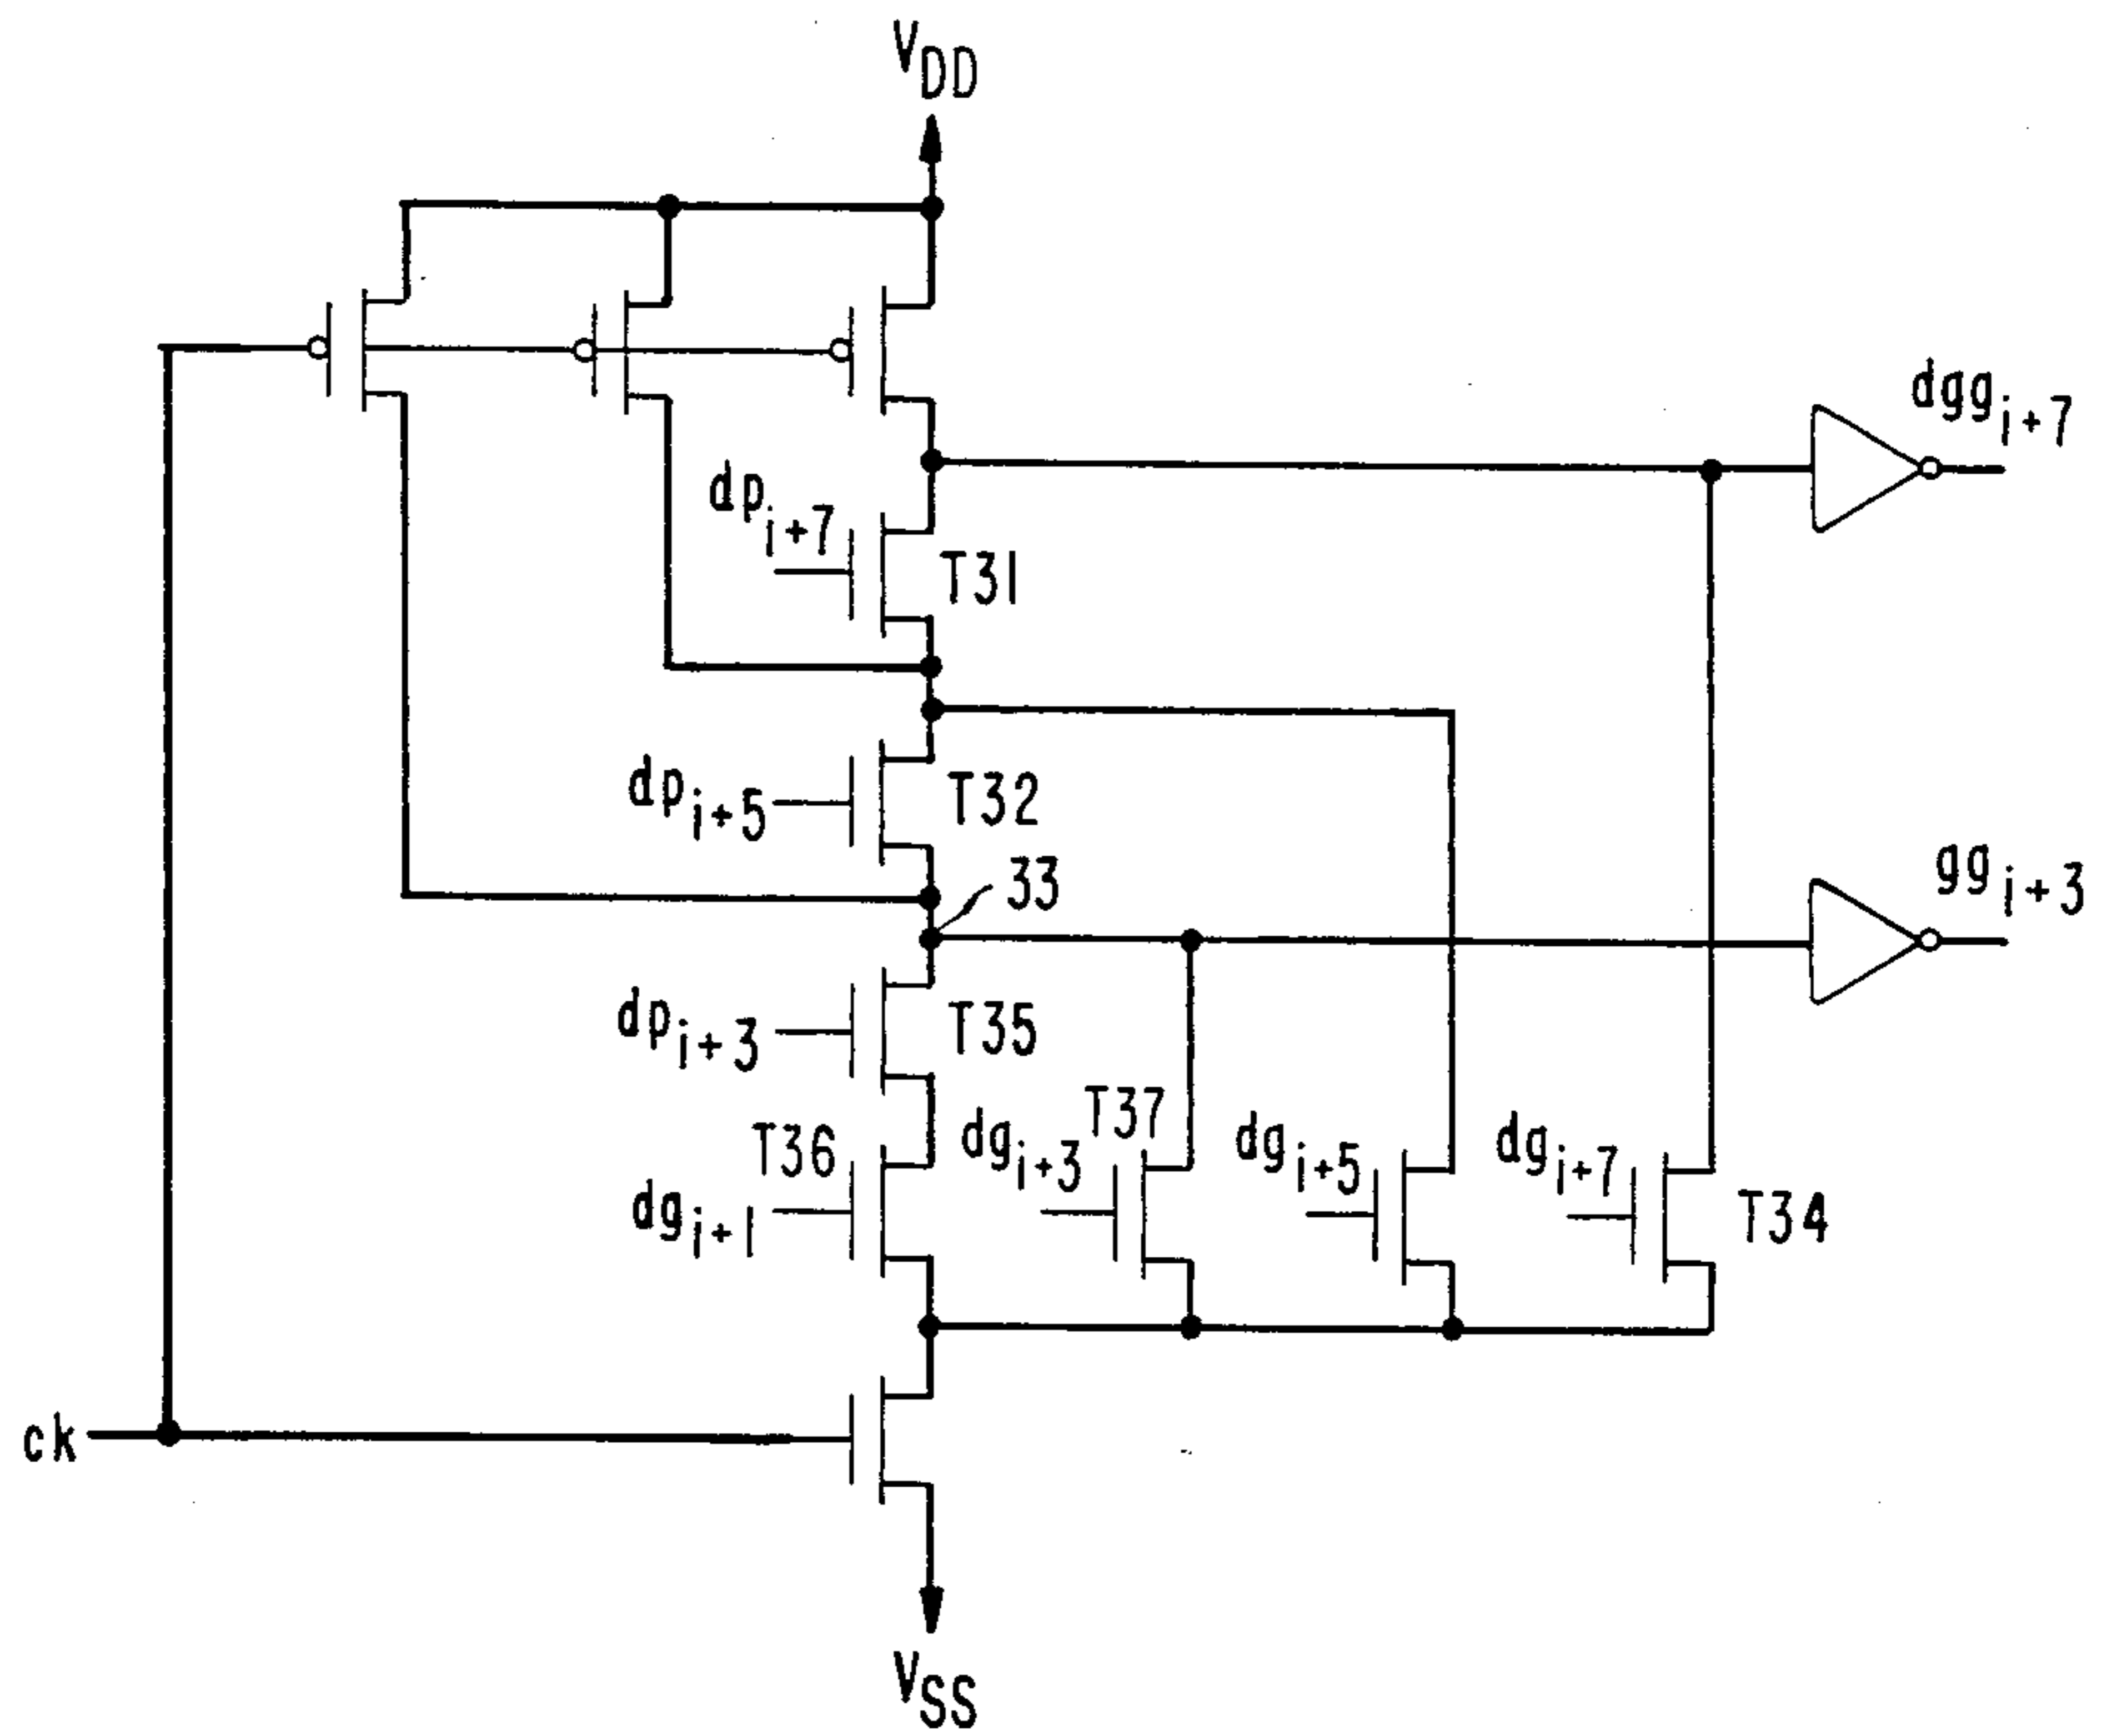 VDD
dggi+7
dpi+7
T31
dpi+5
T32
33
ggi+3
dpi+3
T35
T36
dgi+1
dgi+3
T37
dgi+5
dgi+7
T34
ck
VSS